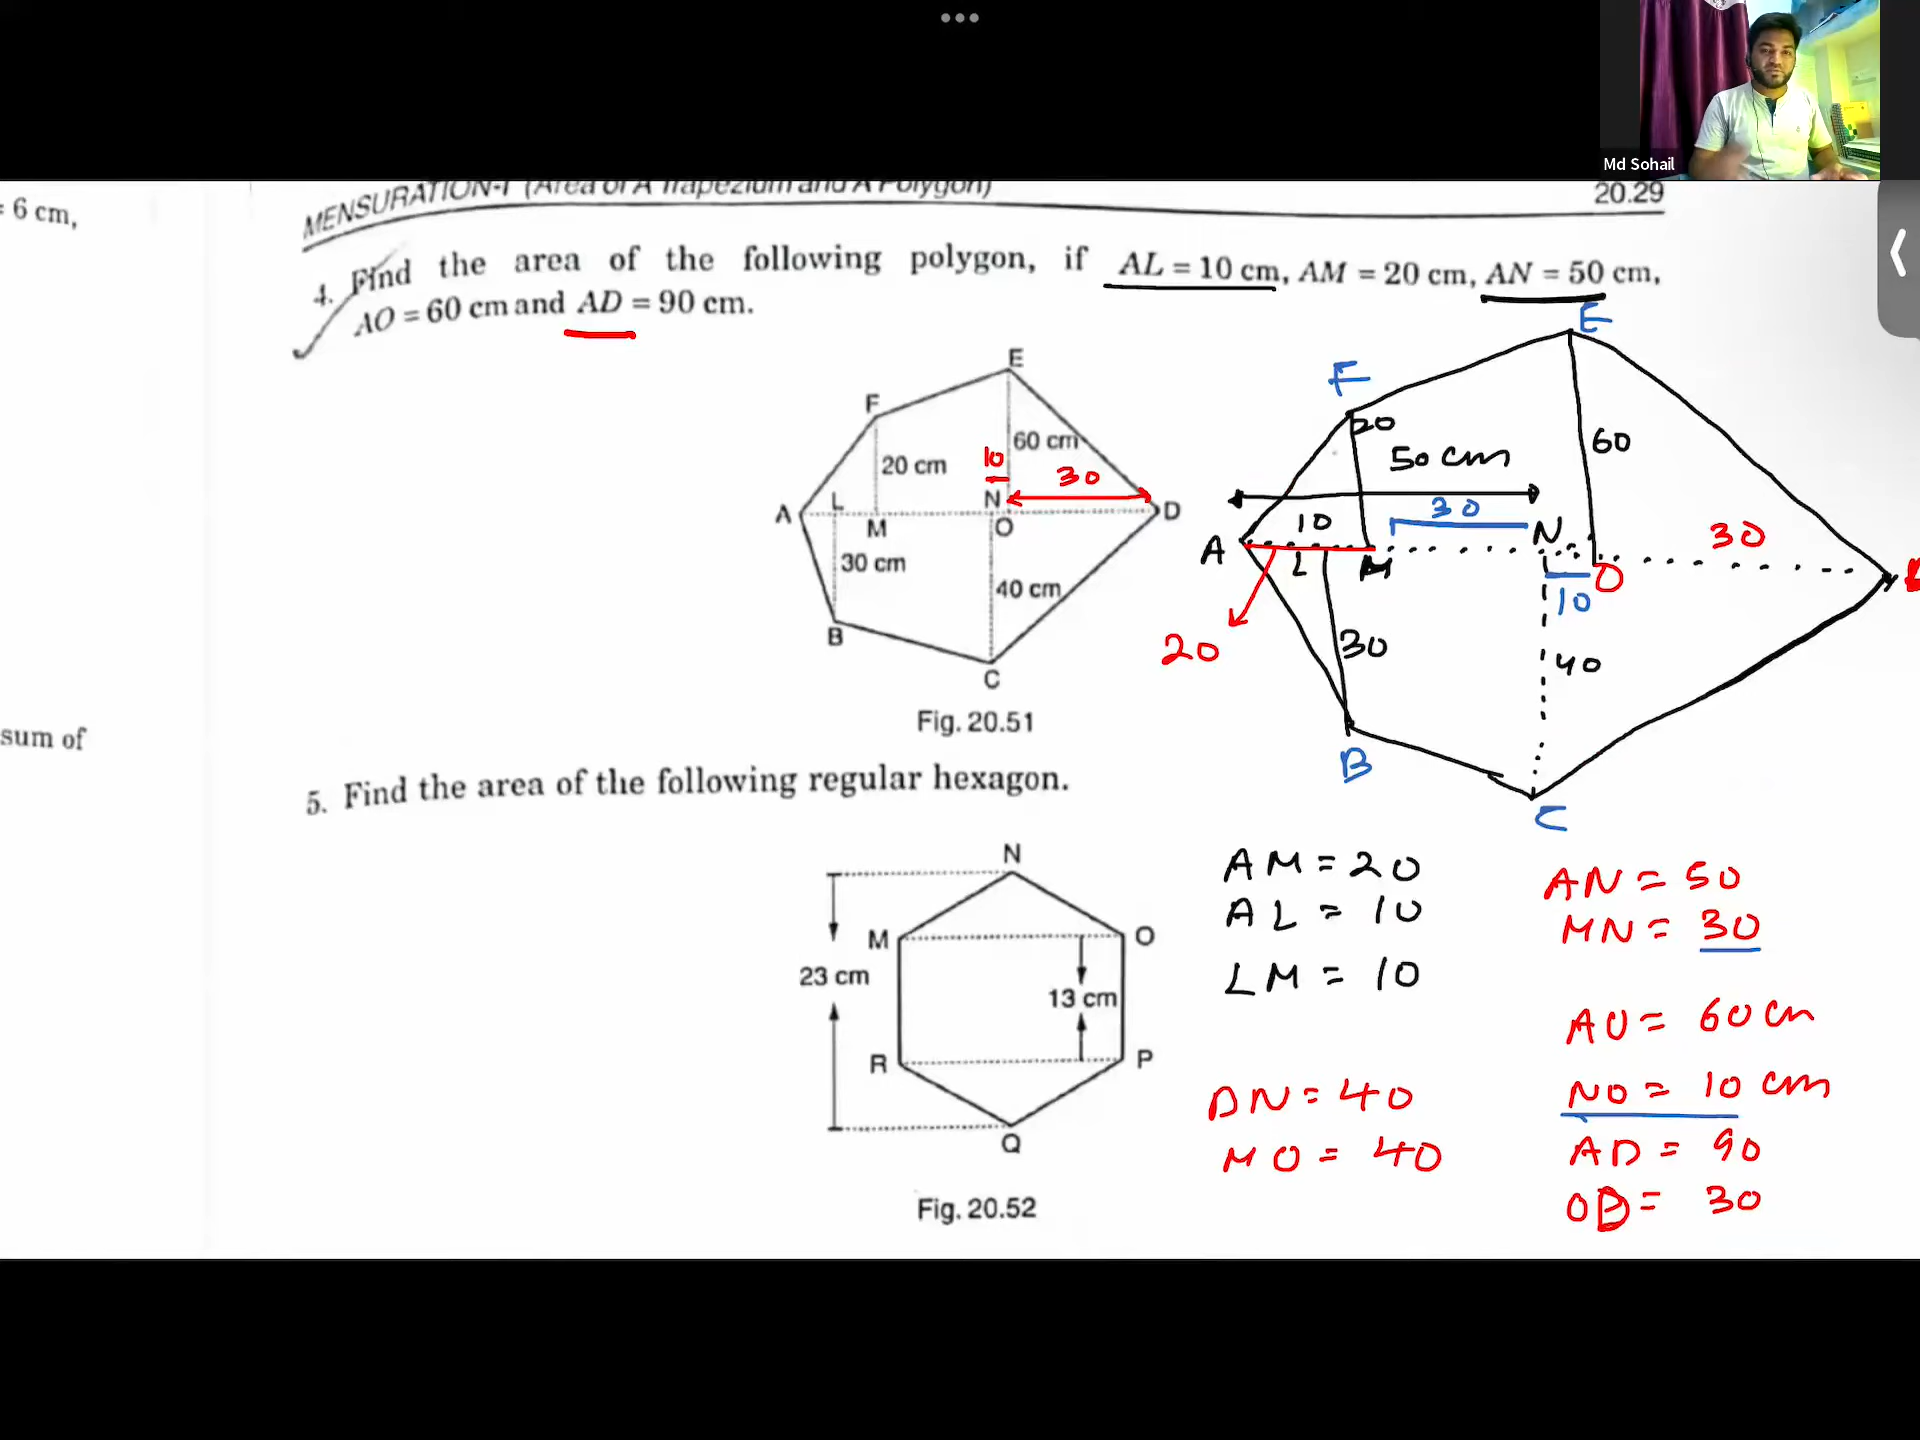 Md Sohail
= 6 cm,
MENSURATION-I (Area of A Trapezium and A Polygon)
20.29
4. Find the area of the following polygon, if AL = 10 cm, AM = 20 cm, AN = 50 cm,
AO = 60 cm and AD = 90 cm.
E
F
60 cm
20 cm
10
30
A
L
M
N
O
D
30 cm
40 cm
B
C
Fig. 20.51
E
F
20
50 cm
60
10
30
N
30
A
L
M
O
10
20
30
40
B
C
sum of
5. Find the area of the following regular hexagon.
N
M
O
23 cm
13 cm
R
P
Q
Fig. 20.52
AM = 20
AL = 10
LM = 10
DN = 40
MO = 40
AN = 50
MN = 30
AO = 60 cm
NO = 10 cm
AD = 90
OD = 30